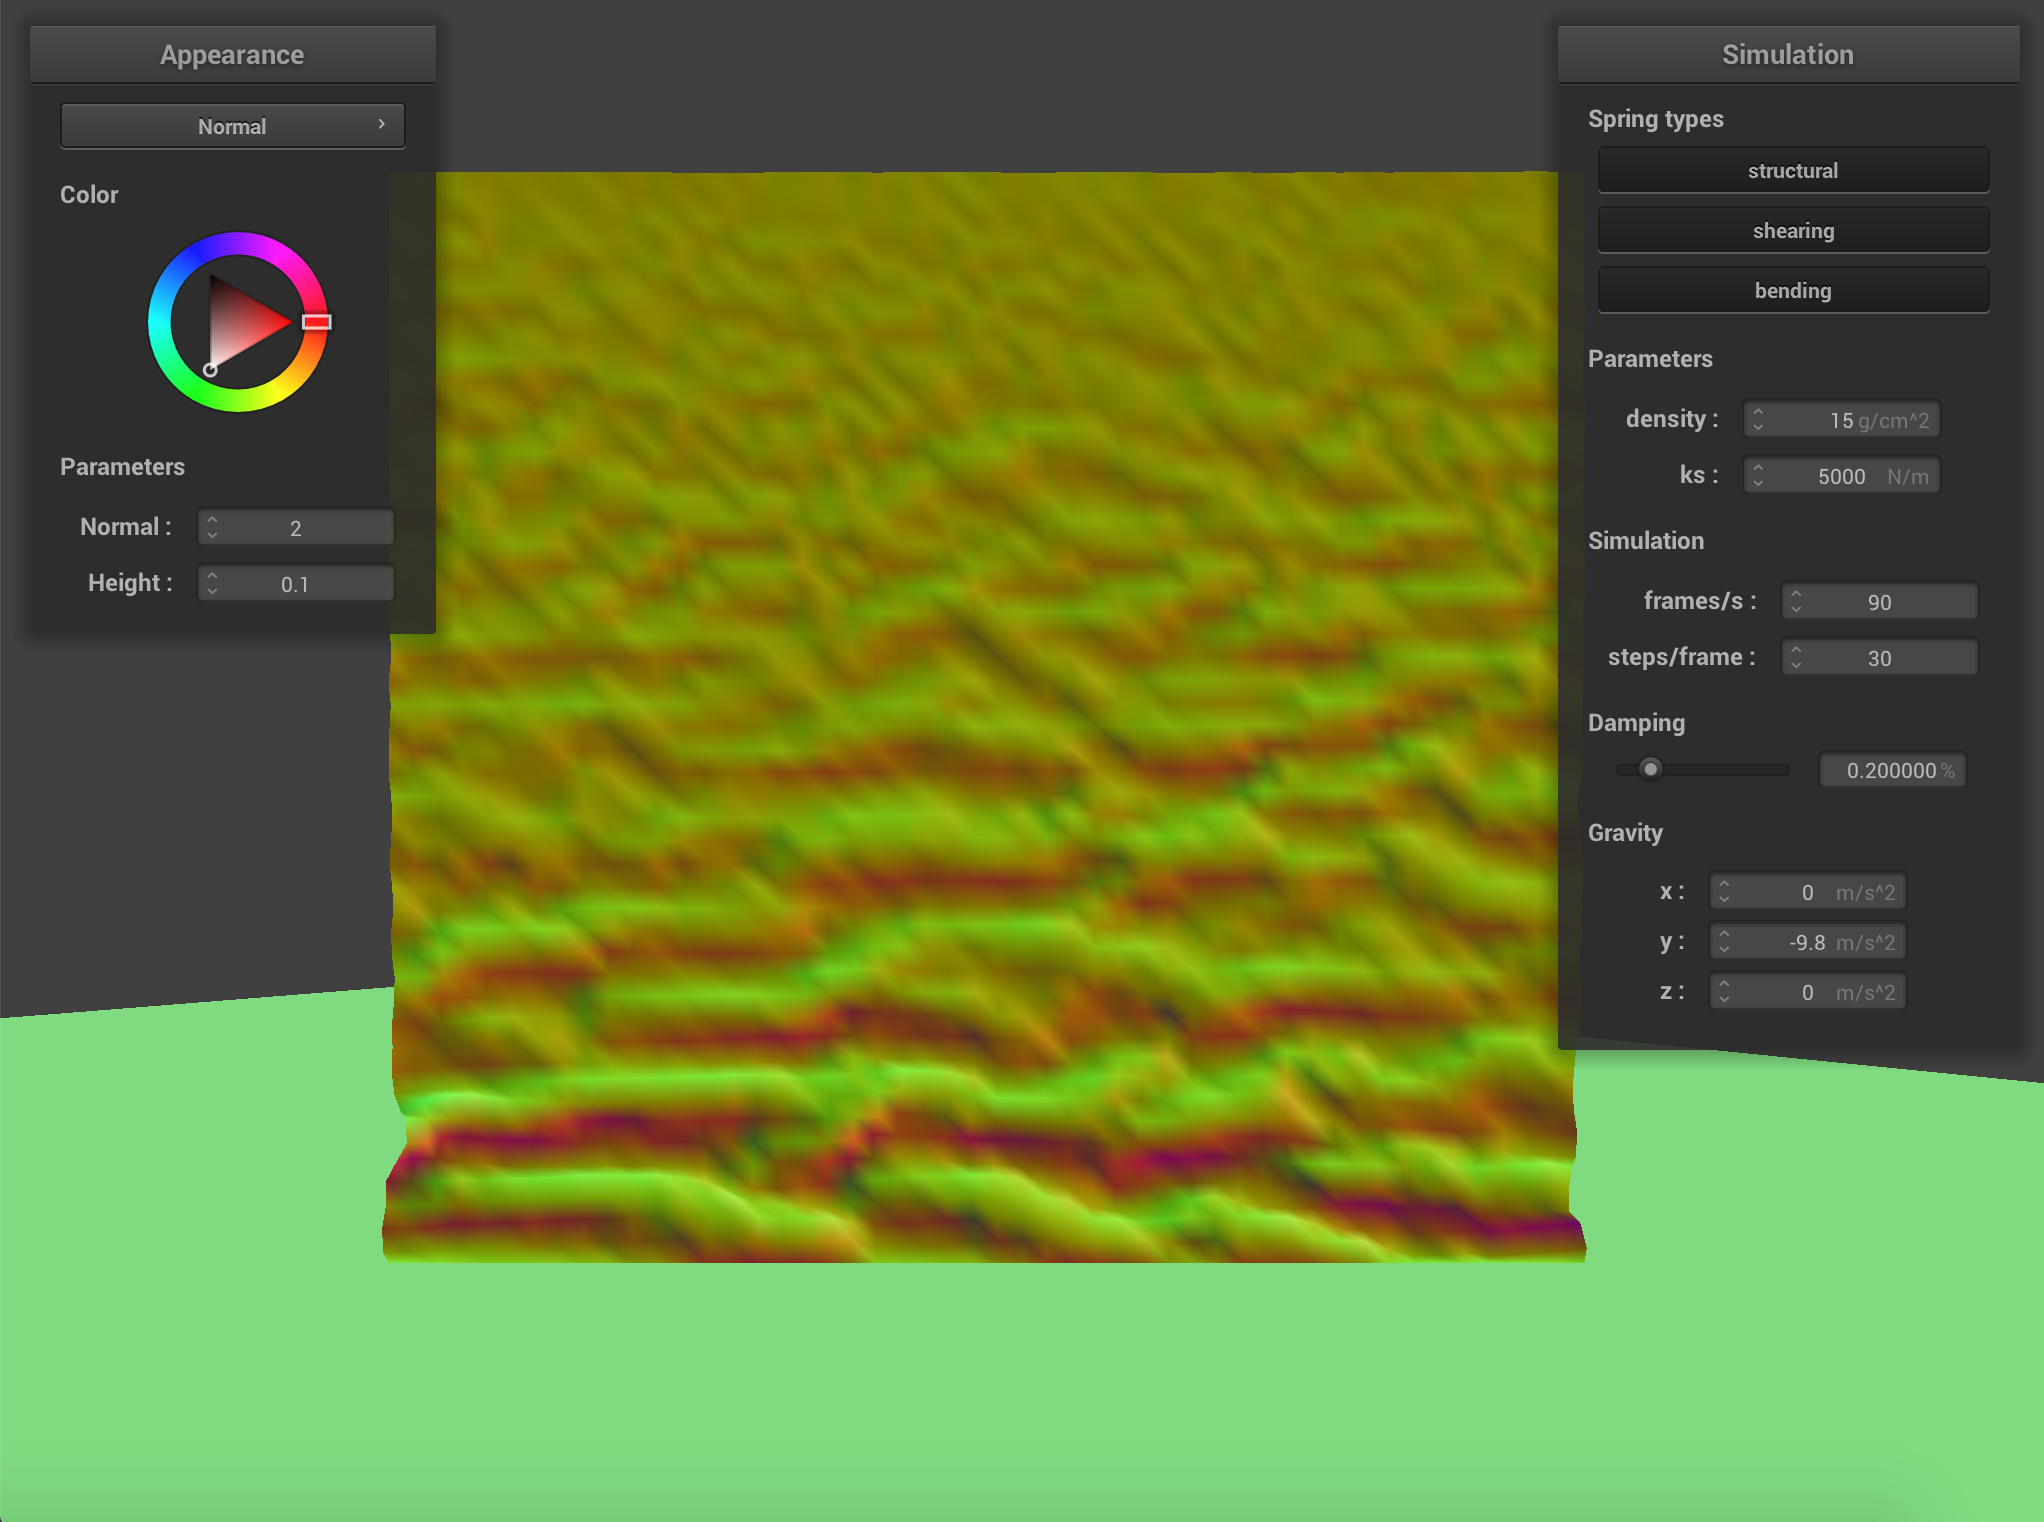 Appearance
Normal
Color
Parameters
Normal : 2
Height : 0.1
Simulation
Spring types
structural
shearing
bending
Parameters
density : 15 g/cm^2
ks : 5000 N/m
Simulation
frames/s : 90
steps/frame : 30
Damping
0.200000 %
Gravity
x : 0 m/s^2
y : -9.8 m/s^2
z : 0 m/s^2